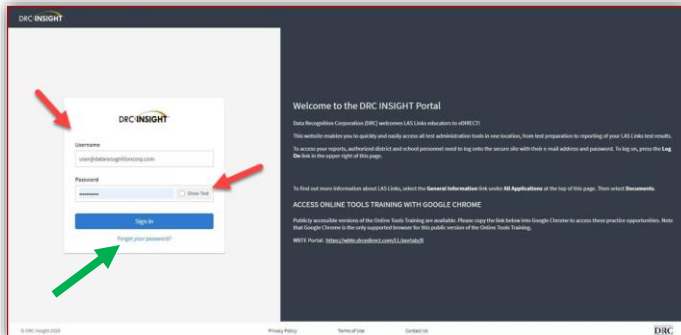 DRC INSIGHT
DRC INSIGHT
Username
user@datarecognitioncorp.com
Password
Show Text
Sign in
Forgot your password?
Welcome to the DRC INSIGHT Portal
Data Recognition Corporation (DRC) welcomes LAS Links educators to eDIRECT!
This website enables you to quickly and easily access all test administration tools in one location, from test preparation to reporting of your LAS Links test results.
To access your reports, authorized district and school personnel need to log onto the secure site with their e-mail address and password. To log on, press the Log
On link in the upper right of this page.
To find out more information about LAS Links, select the General Information link under All Applications at the top of this page. Then select Documents.
ACCESS ONLINE TOOLS TRAINING WITH GOOGLE CHROME
Publicly accessible versions of the Online Tools Training are available. Please copy the link below into Google Chrome to access these practice opportunities. Note
that Google Chrome is the only supported browser for this public version of the Online Tools Training.
WBTE Portal:
© DRC Insight 2020
Privacy Policy
Terms of Use
Contact Us
DRC